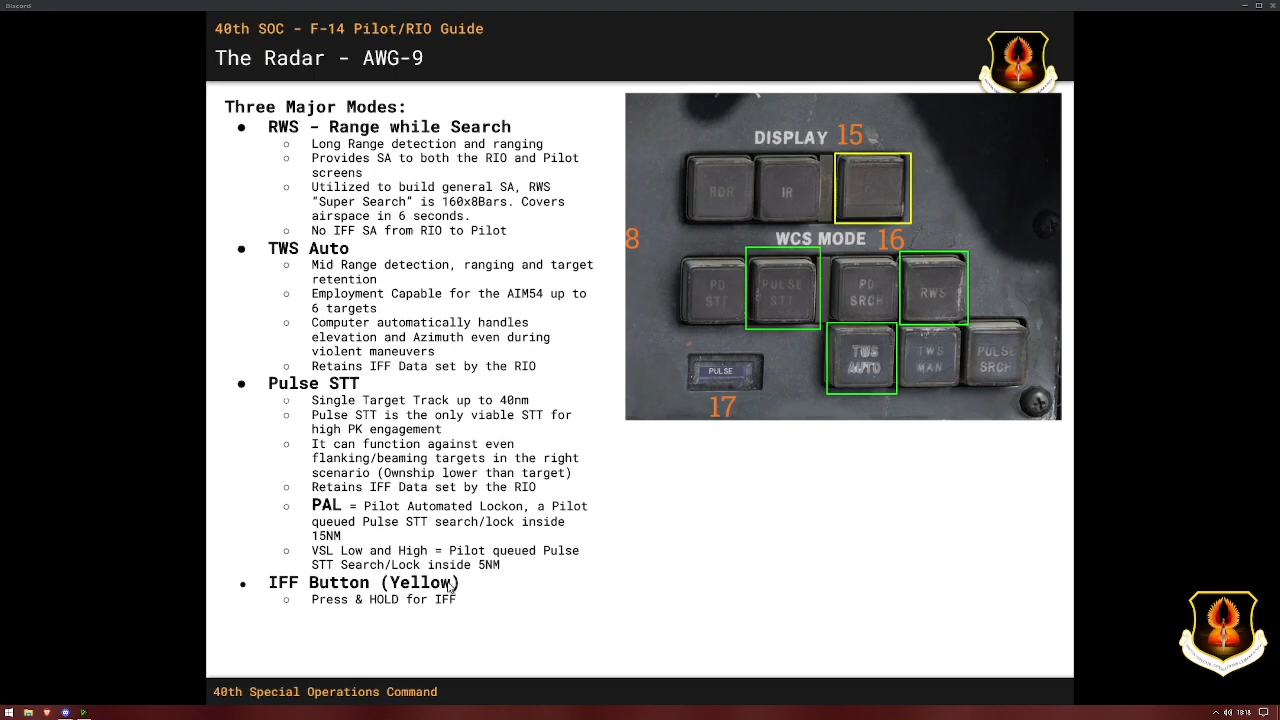 Discord
40th SOC - F-14 Pilot/RIO Guide
The Radar - AWG-9
Three Major Modes:
● RWS - Range while Search
○ Long Range detection and ranging
○ Provides SA to both the RIO and Pilot
screens
○ Utilized to build general SA, RWS
"Super Search" is 160x8Bars. Covers
airspace in 6 seconds.
○ No IFF SA from RIO to Pilot
● TWS Auto
○ Mid Range detection, ranging and target
retention
○ Employment Capable for the AIM54 up to
6 targets
○ Computer automatically handles
elevation and Azimuth even during
violent maneuvers
○ Retains IFF Data set by the RIO
● Pulse STT
○ Single Target Track up to 40nm
○ Pulse STT is the only viable STT for
high PK engagement
○ It can function against even
flanking/beaming targets in the right
scenario (Ownship lower than target)
○ Retains IFF Data set by the RIO
○ PAL = Pilot Automated Lockon, a Pilot
queued Pulse STT search/lock inside
15NM
○ VSL Low and High = Pilot queued Pulse
STT Search/Lock inside 5NM
● IFF Button (Yellow)
○ Press & HOLD for IFF
DISPLAY 15
RDR IR
8 WCS MODE 16
PD STT PULSE STT PD SRCH RWS
TWS AUTO TWS MAN PULSE SRCH
PULSE
17
40th Special Operations Command
18:18